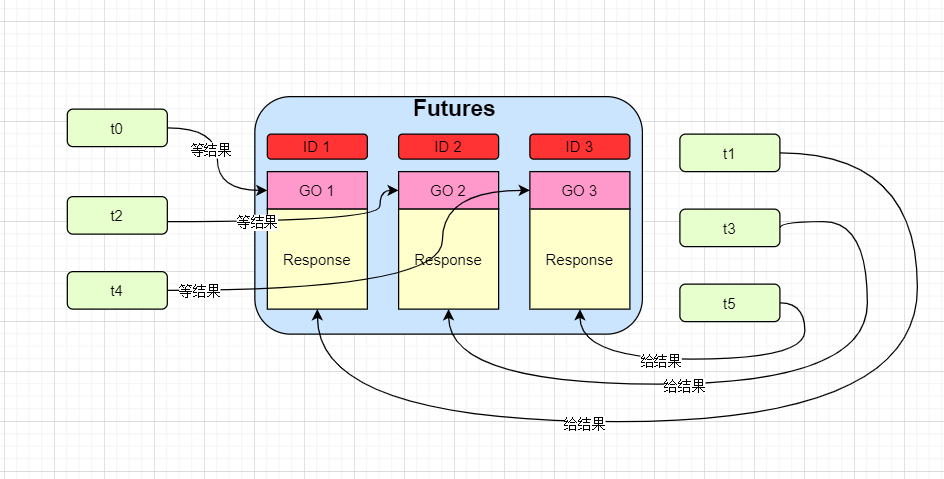 Futures
t0
ID 1
ID 2
ID 3
t1
等结果
GO 1
GO 2
GO 3
t2
等结果
t3
Response
Response
Response
t4
等结果
t5
给结果
给结果
给结果